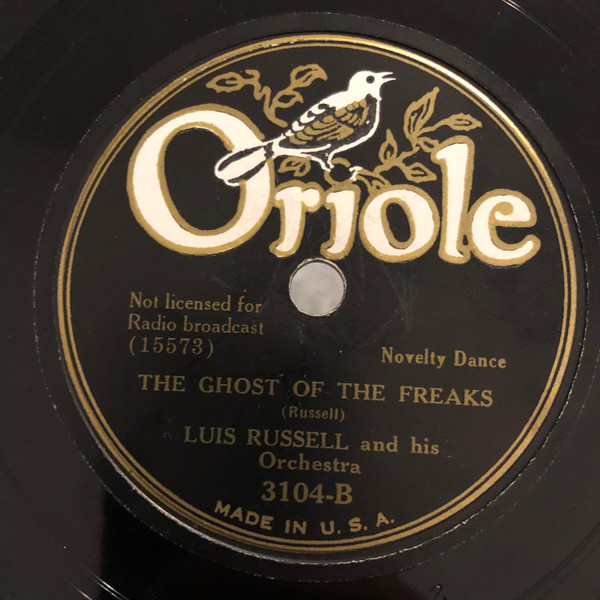 Oriole
Not licensed for
Radio broadcast
(15573)
Novelty Dance
THE GHOST OF THE FREAKS
(Russell)
LUIS RUSSELL and his
Orchestra
3104-B
MADE IN U. S. A.